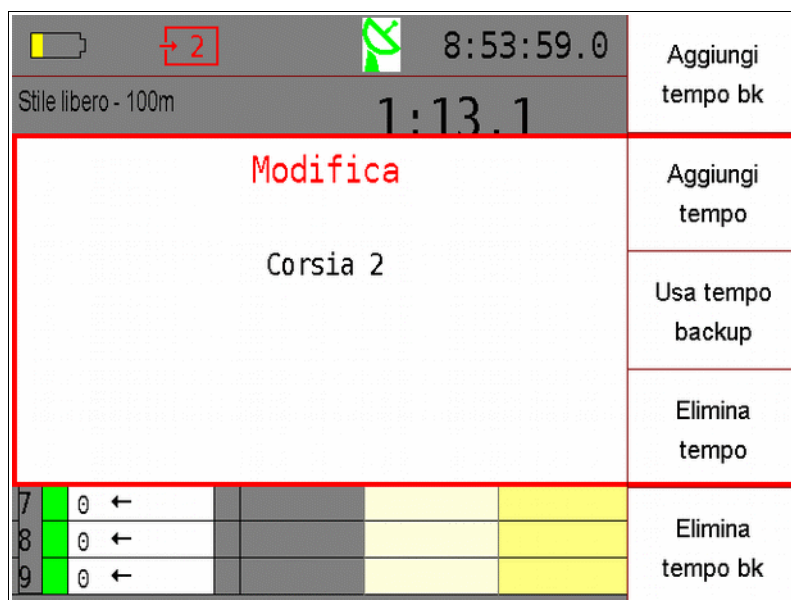 2
8:53:59.0
Stile libero - 100m
1:13.1
Modifica
Corsia 2
7 0 ←
8 0 ←
9 0 ←
Aggiungi
tempo bk
Aggiungi
tempo
Usa tempo
backup
Elimina
tempo
Elimina
tempo bk